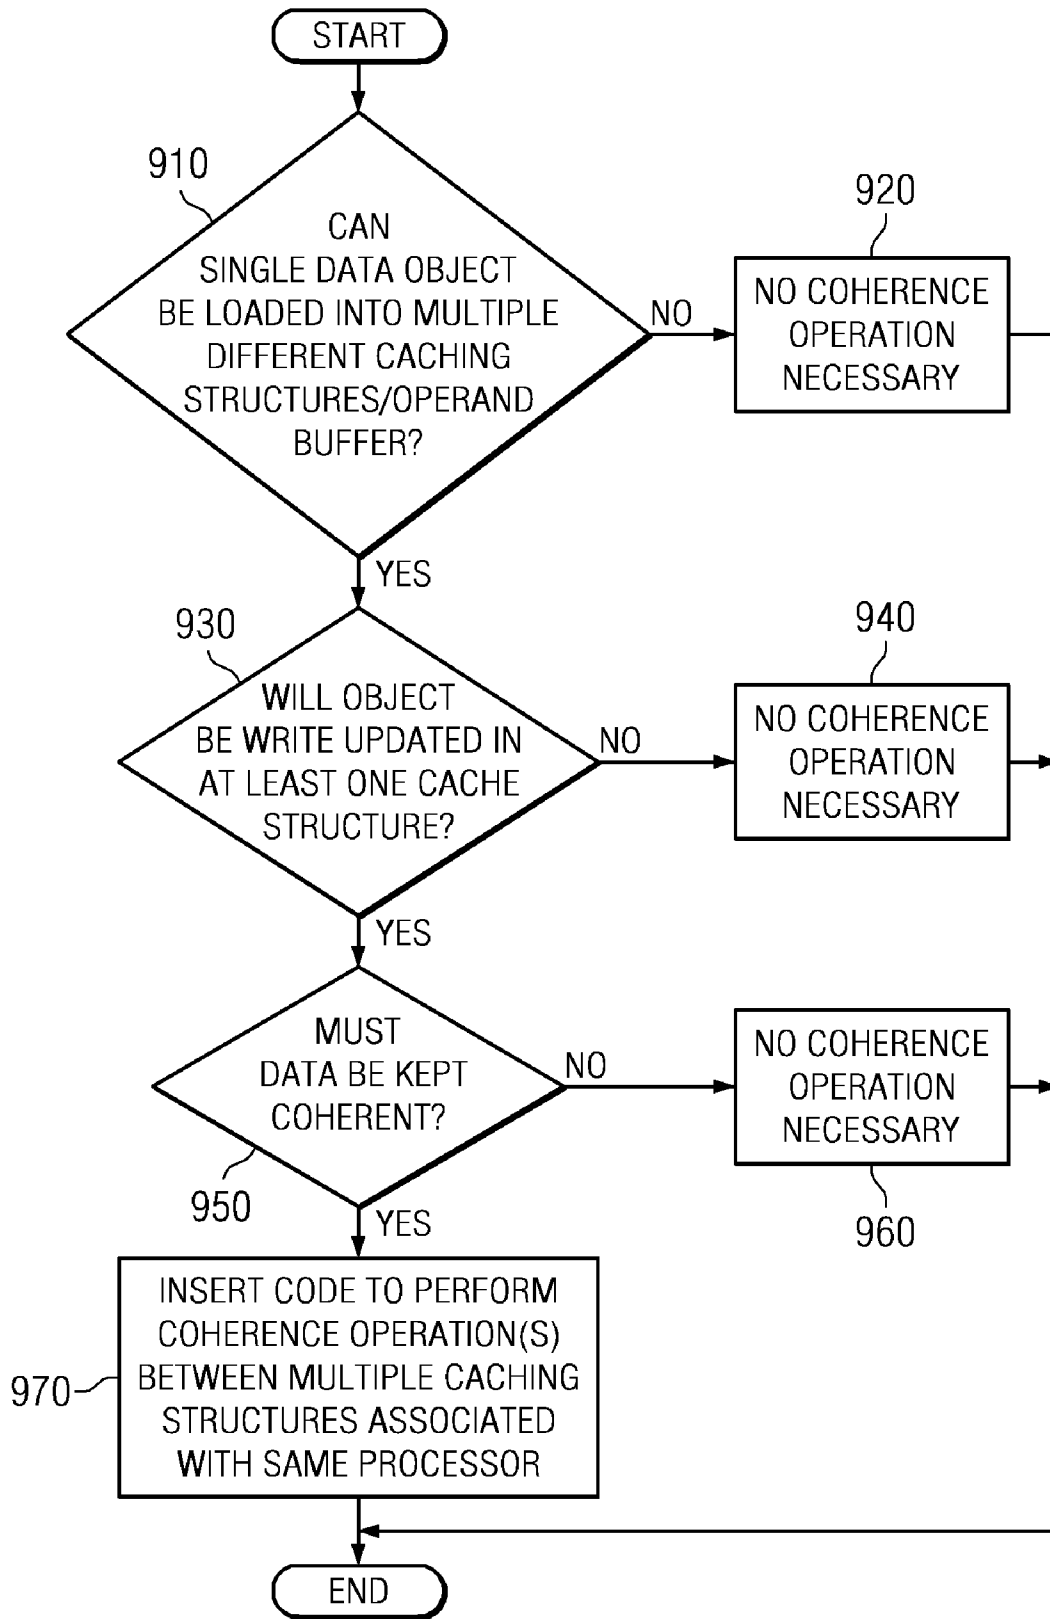 START
910
CAN
SINGLE DATA OBJECT
BE LOADED INTO MULTIPLE
DIFFERENT CACHING
STRUCTURES/OPERAND
BUFFER?
NO
920
NO COHERENCE
OPERATION
NECESSARY
YES
930
WILL OBJECT
BE WRITE UPDATED IN
AT LEAST ONE CACHE
STRUCTURE?
NO
940
NO COHERENCE
OPERATION
NECESSARY
YES
MUST
DATA BE KEPT
COHERENT?
950
NO
NO COHERENCE
OPERATION
NECESSARY
960
YES
INSERT CODE TO PERFORM
COHERENCE OPERATION(S)
BETWEEN MULTIPLE CACHING
STRUCTURES ASSOCIATED
WITH SAME PROCESSOR
970
END